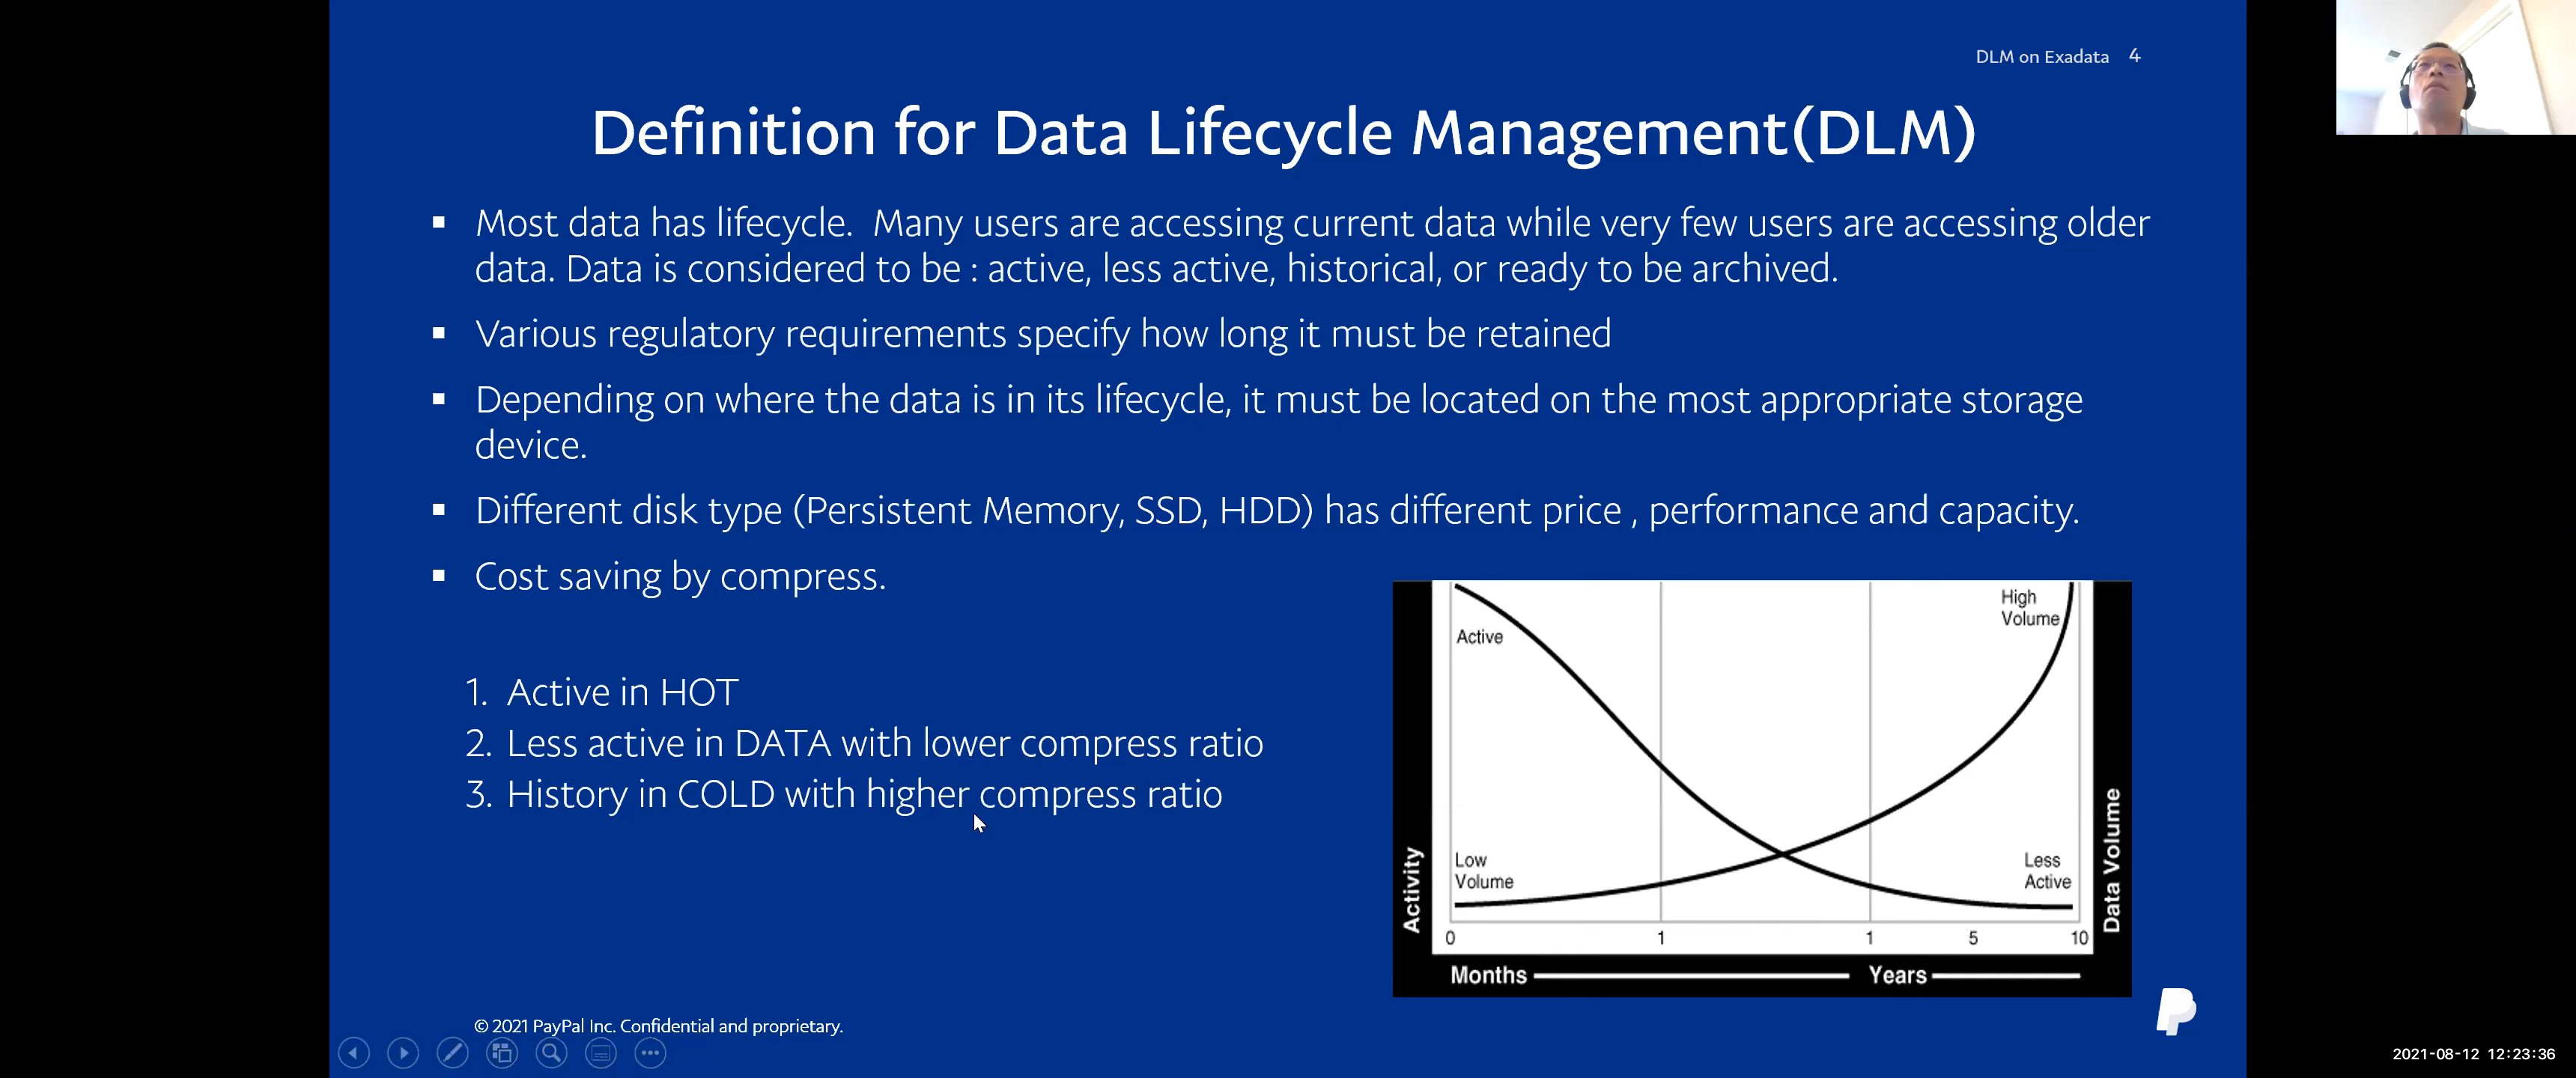 DLM on Exadata 4
Definition for Data Lifecycle Management(DLM)
▪ Most data has lifecycle.  Many users are accessing current data while very few users are accessing older
data. Data is considered to be : active, less active, historical, or ready to be archived.
▪ Various regulatory requirements specify how long it must be retained
▪ Depending on where the data is in its lifecycle, it must be located on the most appropriate storage
device.
▪ Different disk type (Persistent Memory, SSD, HDD) has different price , performance and capacity.
▪ Cost saving by compress.
1. Active in HOT
2. Less active in DATA with lower compress ratio
3. History in COLD with higher compress ratio
Active
High
Volume
Low
Volume
Less
Active
Activity
Data Volume
0 1 1 5 10
Months Years
© 2021 PayPal Inc. Confidential and proprietary.
2021-08-12 12:23:36